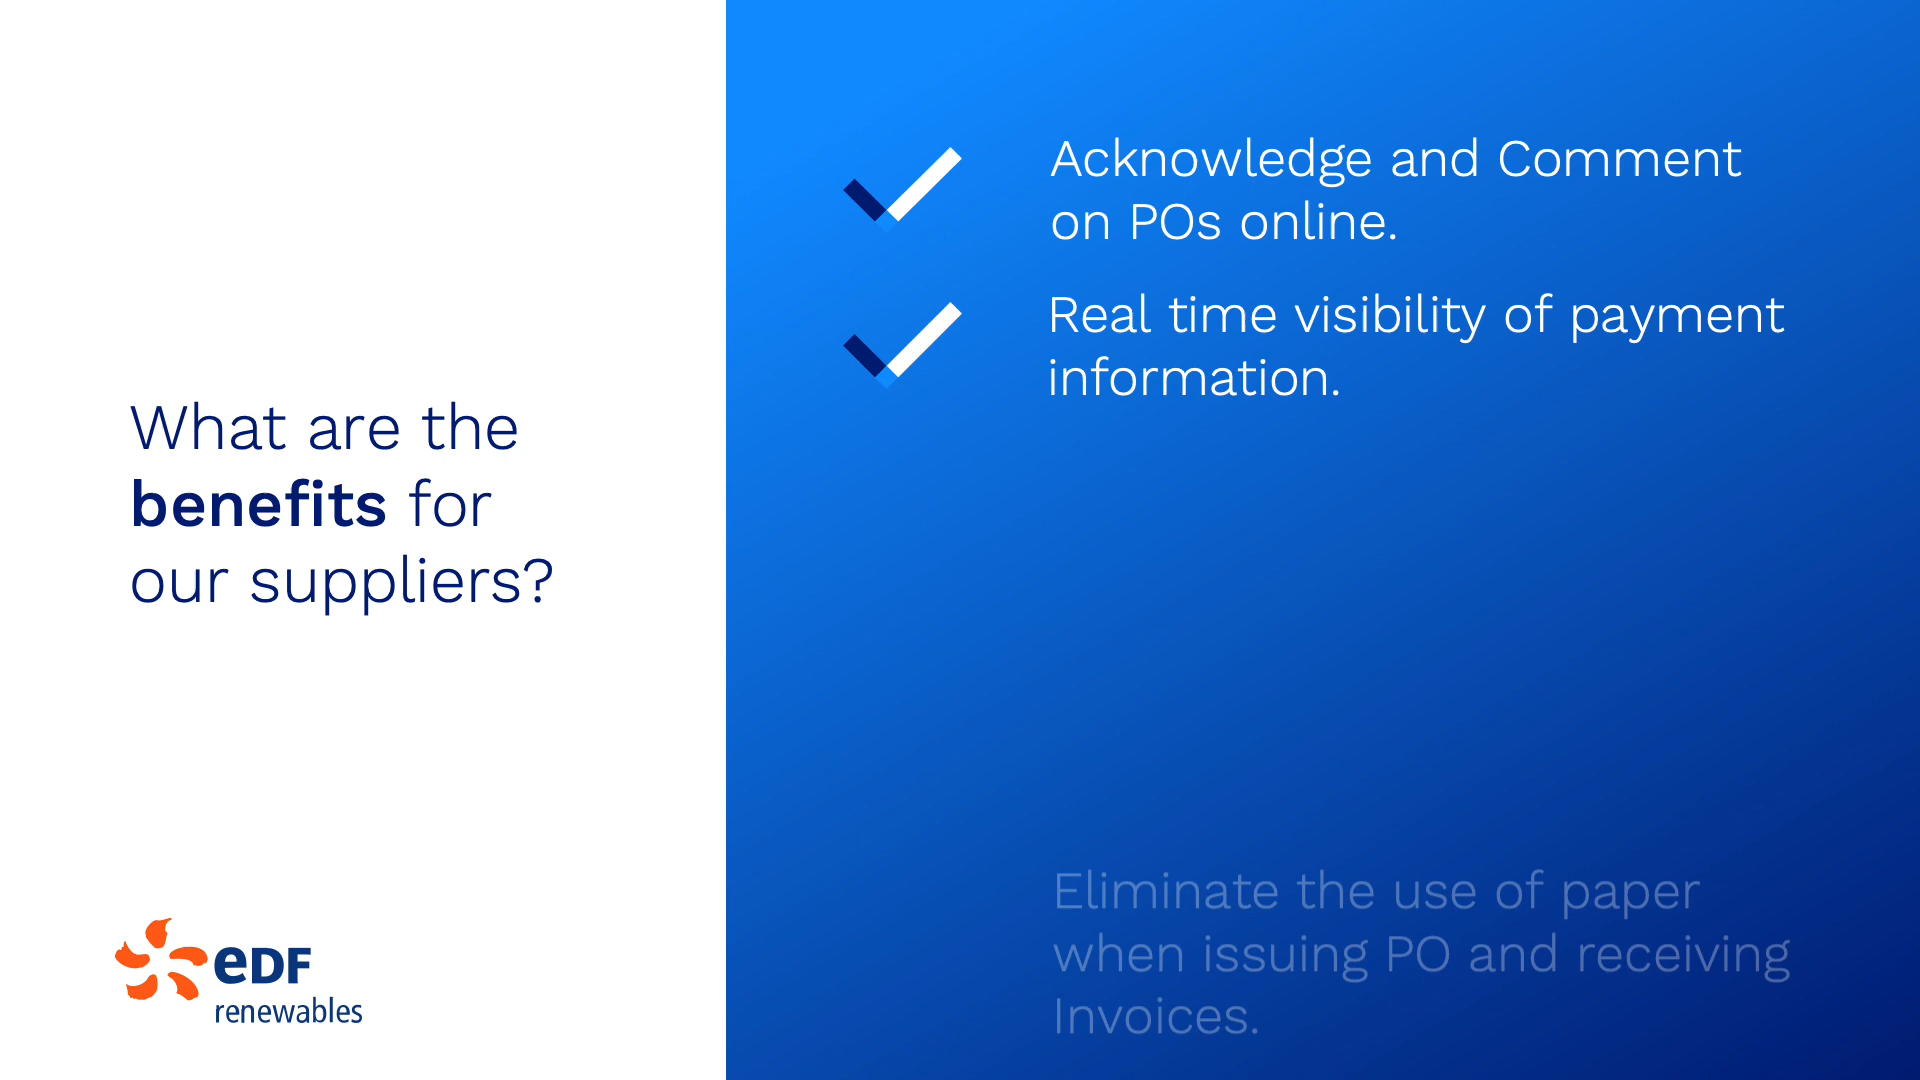 What are the
benefits for
our suppliers?
eDF
renewables
Acknowledge and Comment
on POs online.
Real time visibility of payment
information.
Eliminate the use of paper
when issuing PO and receiving
Invoices.